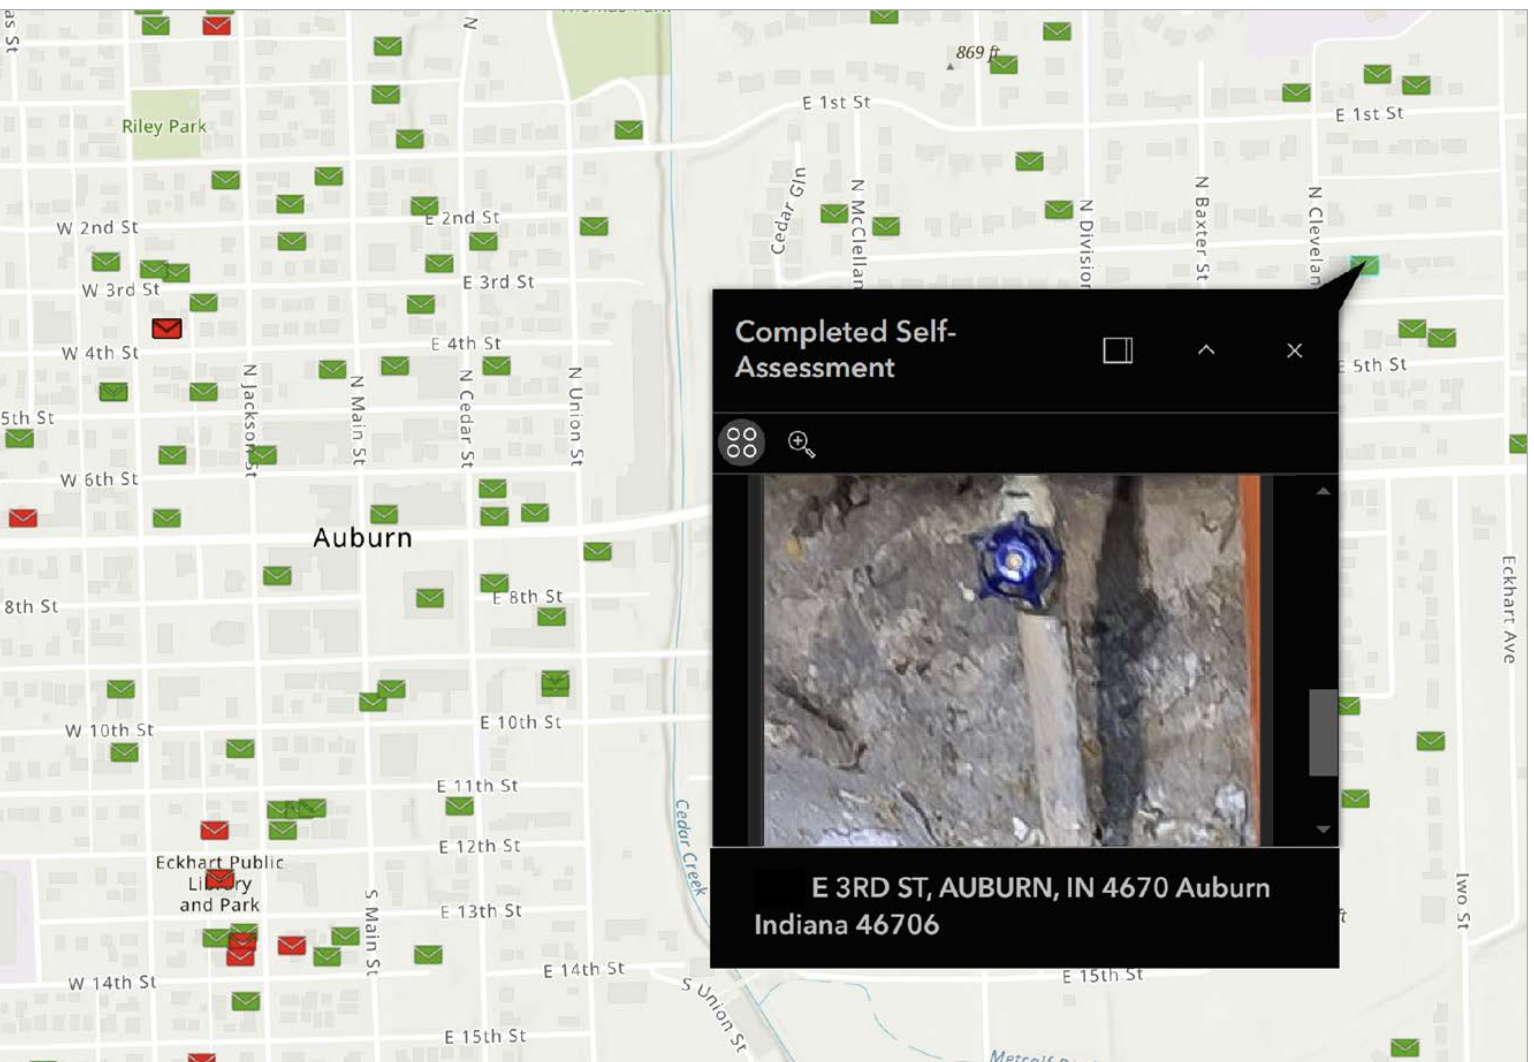 as St
N
869 ft
E 1st St
E 1st St
Riley Park
W 2nd St
E 2nd St
Cedar Gln
N McClellan
N Division
N Baxter St
N Clevelan
W 3rd St
E 3rd St
W 4th St
E 4th St
N Jackson St
N Main St
N Cedar St
N Union St
5th St
W 6th St
Auburn
8th St
E 8th St
W 10th St
E 10th St
E 11th St
Eckhart Public
Library
and Park
E 12th St
E 13th St
S Main St
Cedar Creek
W 14th St
E 14th St
S Union St
E 15th St
E 15th St
E 5th St
Eckhart Ave
Iwo St
ft
Completed Self-
Assessment
E 3RD ST, AUBURN, IN 4670 Auburn
Indiana 46706